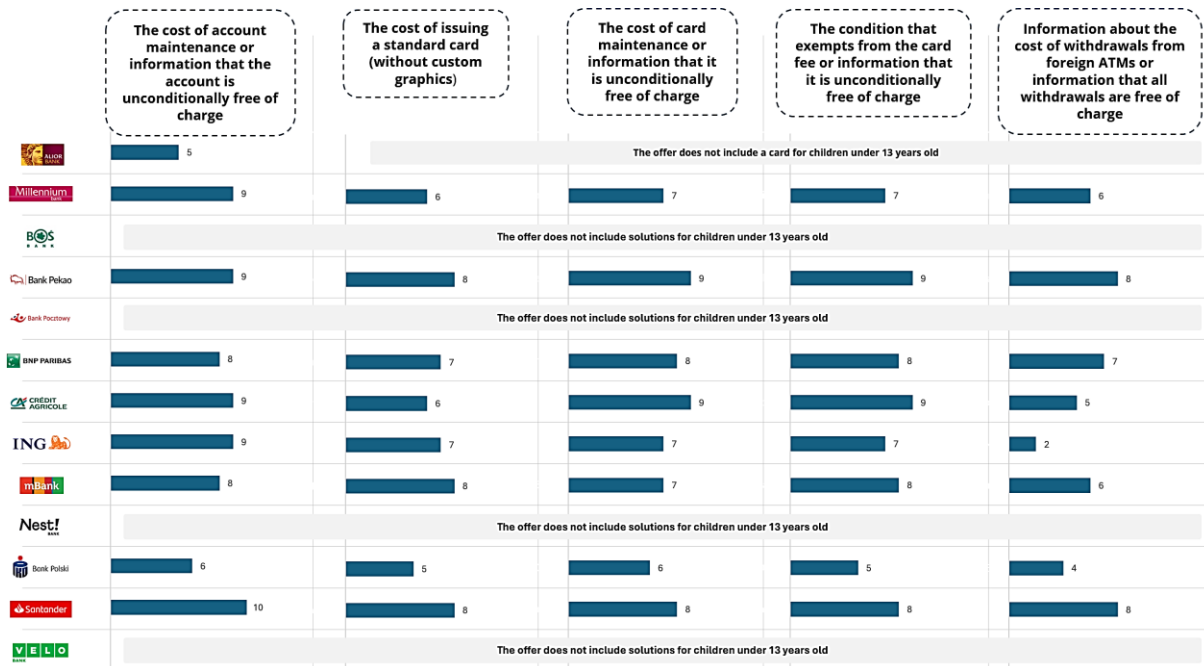 The cost of account
maintenance or
information that the
account is
unconditionally free of
charge
The cost of issuing
a standard card
(without custom
graphics)
The cost of card
maintenance or
information that it
is unconditionally
free of charge
The condition that
exempts from the card
fee or information that
it is unconditionally
free of charge
Information about the
cost of withdrawals from
foreign ATMs or
information that all
withdrawals are free of
charge
ALIOR
BANK
5
The offer does not include a card for children under 13 years old
Millennium
bank
9 6 7 7 6
BOŚ
BANK
The offer does not include solutions for children under 13 years old
Bank Pekao
9 8 9 9 8
Bank Pocztowy
The offer does not include solutions for children under 13 years old
BNP PARIBAS
8 7 8 8 7
CA CRÉDIT
AGRICOLE
9 6 9 9 5
ING
9 7 7 7 2
mBank
8 8 7 8 6
Nest!
BANK
The offer does not include solutions for children under 13 years old
Bank Polski
6 5 6 5 4
Santander
10 8 8 8 8
VELO
BANK
The offer does not include solutions for children under 13 years old